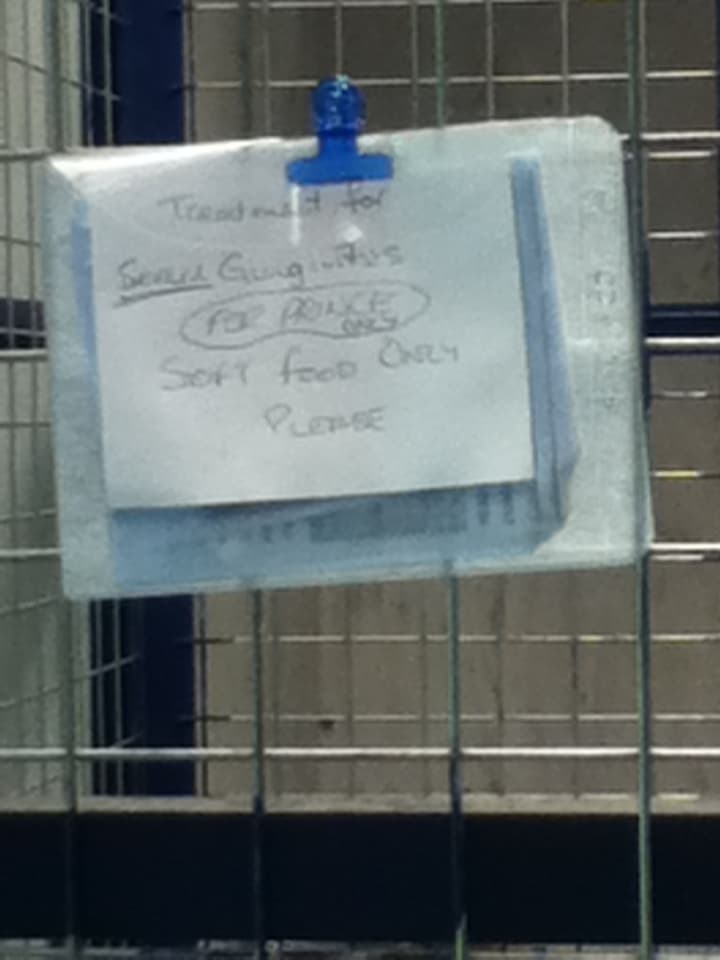 Treatment for
Severe Gingivitis
FOR PRINCE
ONLY
SOFT FOOD ONLY
PLEASE